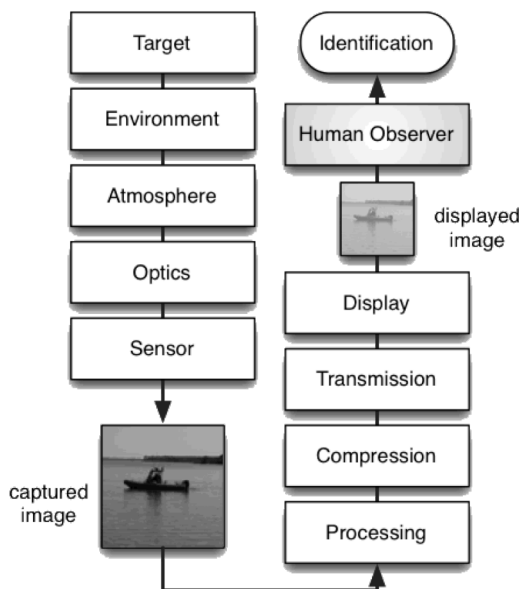 Target
Environment
Atmosphere
Optics
Sensor
captured
image
Identification
Human Observer
displayed
image
Display
Transmission
Compression
Processing